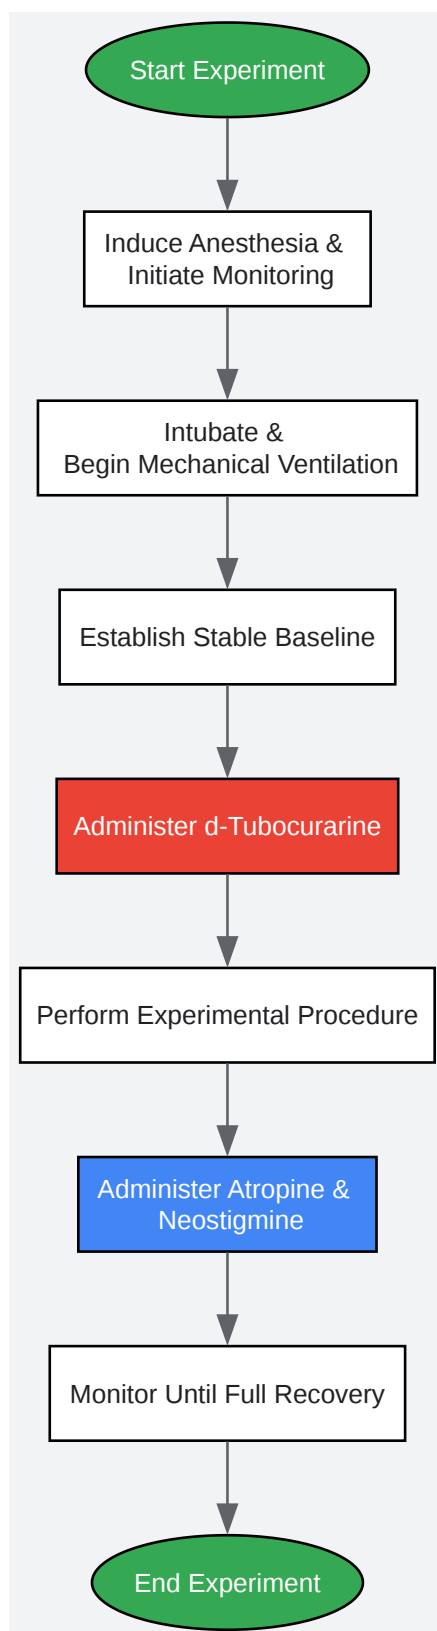 Start Experiment
Induce Anesthesia &
Initiate Monitoring
Intubate &
Begin Mechanical Ventilation
Establish Stable Baseline
Administer d-Tubocurarine
Perform Experimental Procedure
Administer Atropine &
Neostigmine
Monitor Until Full Recovery
End Experiment